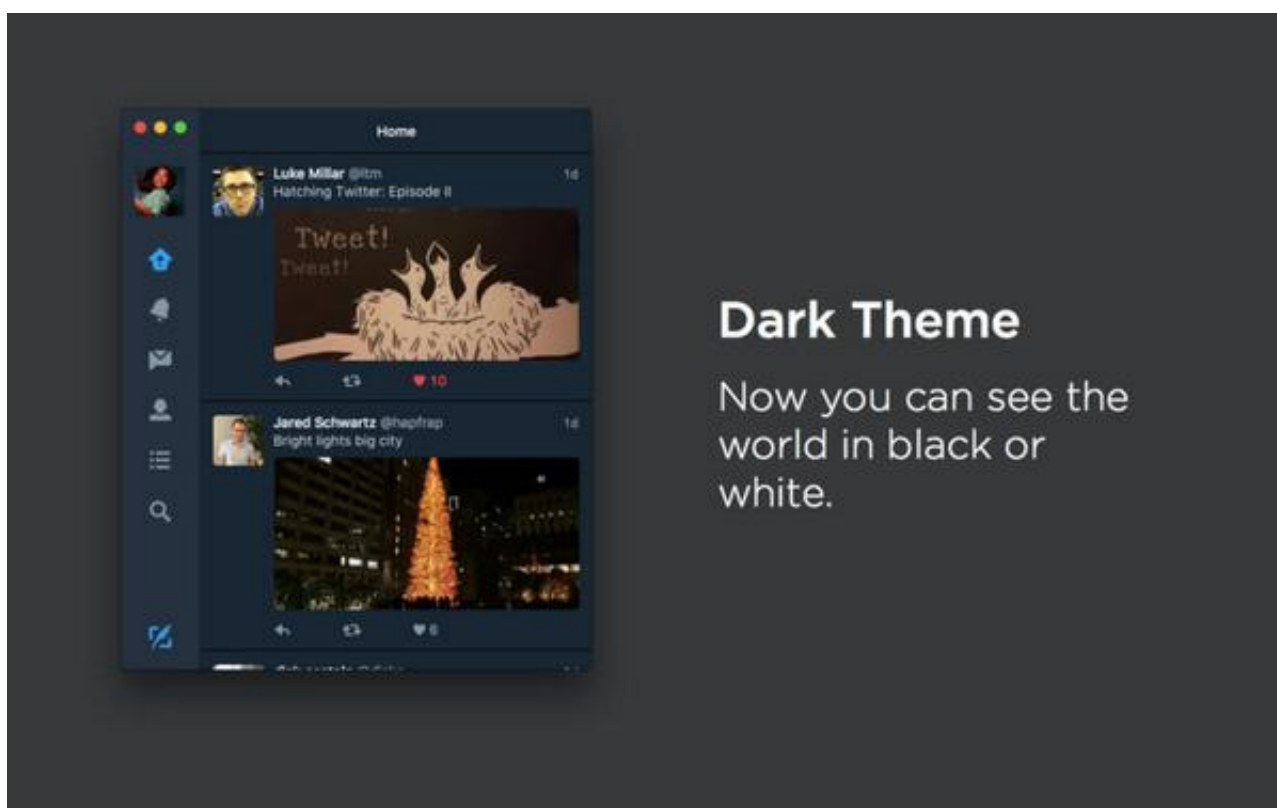 Home
Luke Millar @ltm 1d
Hatching Twitter: Episode II
Tweet!
Tweet!
10
Jared Schwartz @hapfrap 1d
Bright lights big city
6
Dark Theme
Now you can see the
world in black or
white.